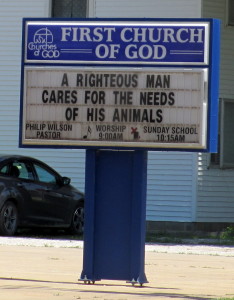 Churches
of GOD
FIRST CHURCH
OF GOD
A RIGHTEOUS MAN
CARES FOR THE NEEDS
OF HIS ANIMALS
PHILIP WILSON
PASTOR
WORSHIP
9:00AM
SUNDAY SCHOOL
10:15AM